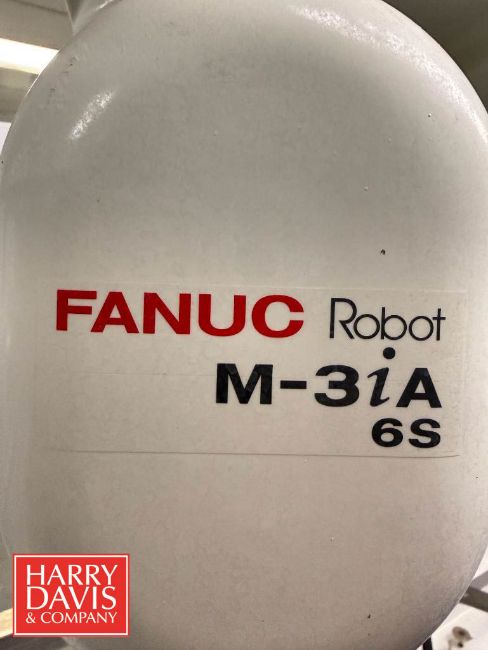 FANUC Robot
M-3iA
6S
HARRY
DAVIS
& COMPANY